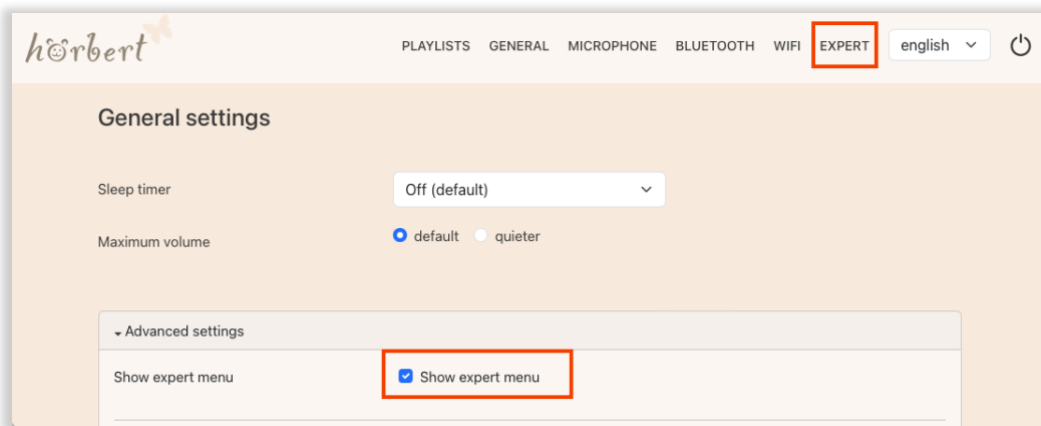 hörbert
PLAYLISTS GENERAL MICROPHONE BLUETOOTH WIFI EXPERT english
General settings
Sleep timer Off (default)
Maximum volume default quieter
Advanced settings
Show expert menu Show expert menu